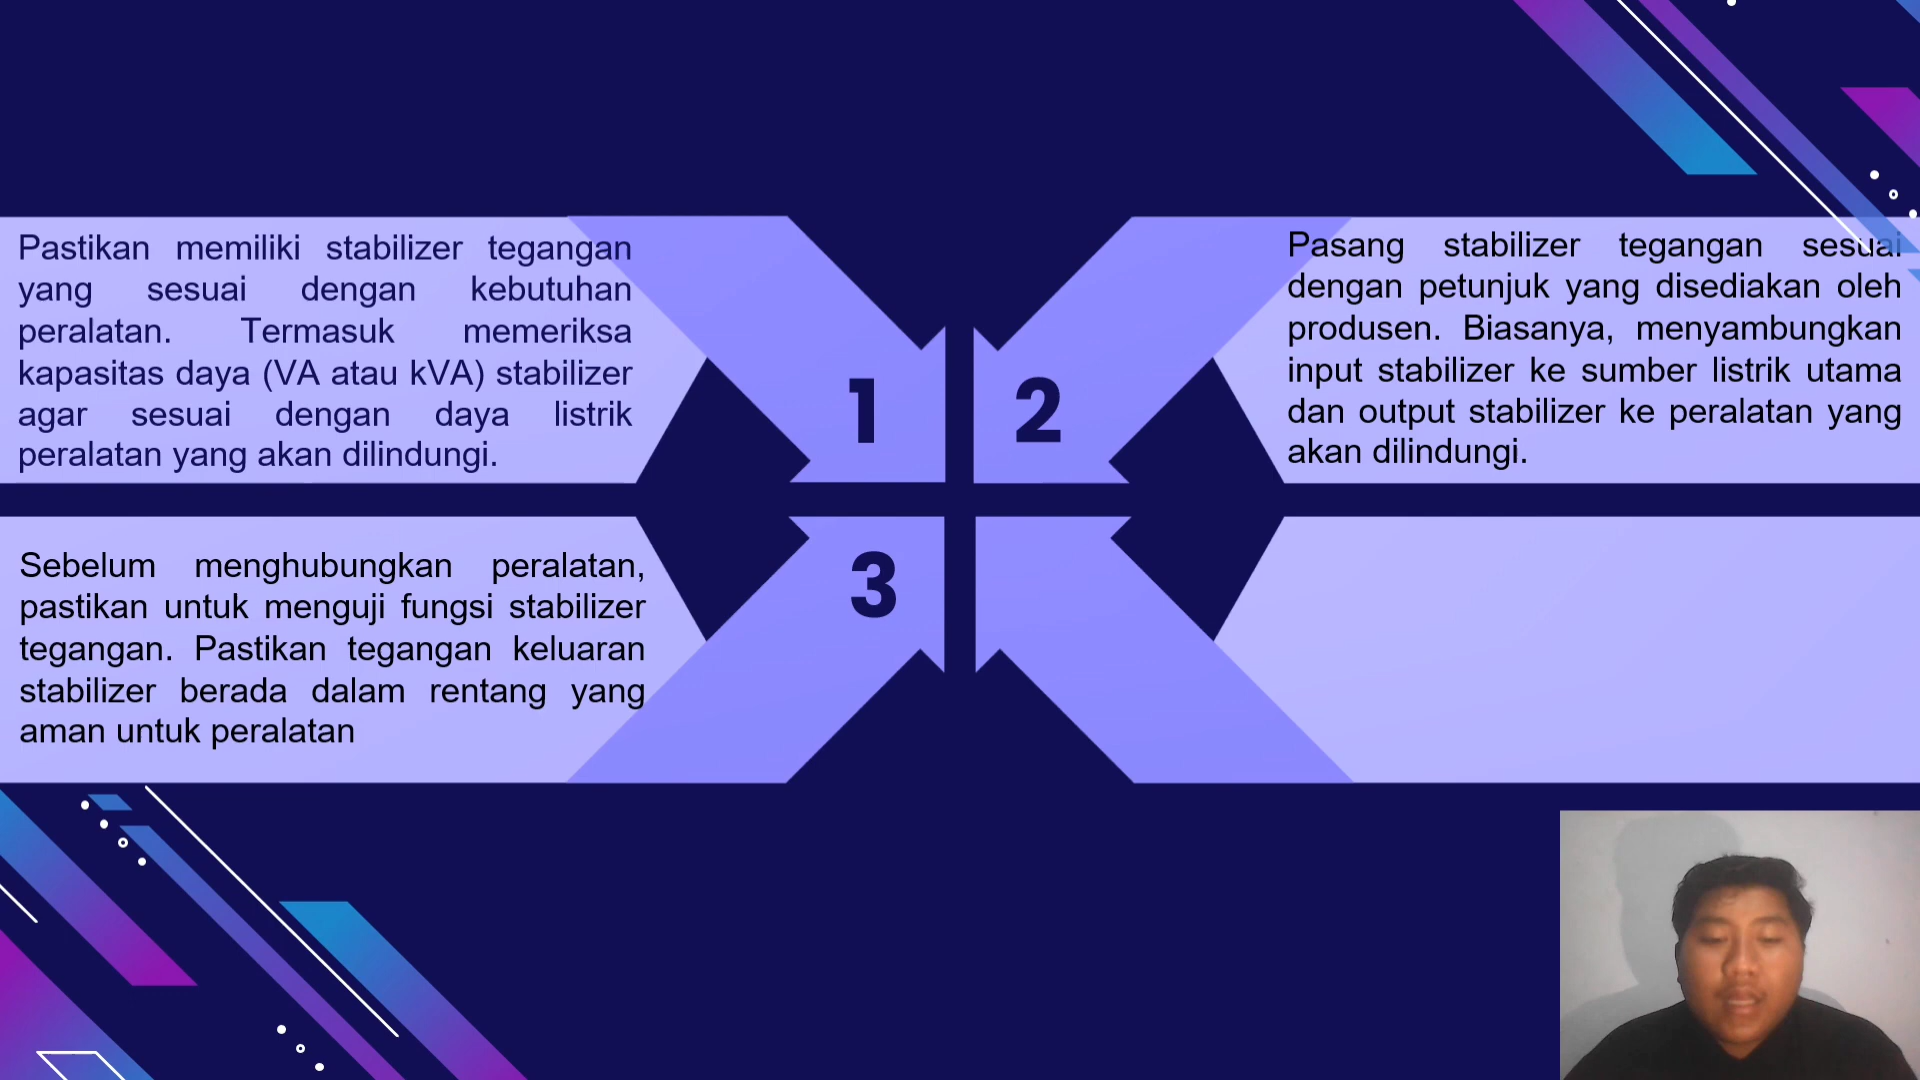 Pastikan memiliki stabilizer tegangan
yang sesuai dengan kebutuhan
peralatan. Termasuk memeriksa
kapasitas daya (VA atau kVA) stabilizer
agar sesuai dengan daya listrik
peralatan yang akan dilindungi.
1
2
Pasang stabilizer tegangan sesuai
dengan petunjuk yang disediakan oleh
produsen. Biasanya, menyambungkan
input stabilizer ke sumber listrik utama
dan output stabilizer ke peralatan yang
akan dilindungi.
Sebelum menghubungkan peralatan,
pastikan untuk menguji fungsi stabilizer
tegangan. Pastikan tegangan keluaran
stabilizer berada dalam rentang yang
aman untuk peralatan
3